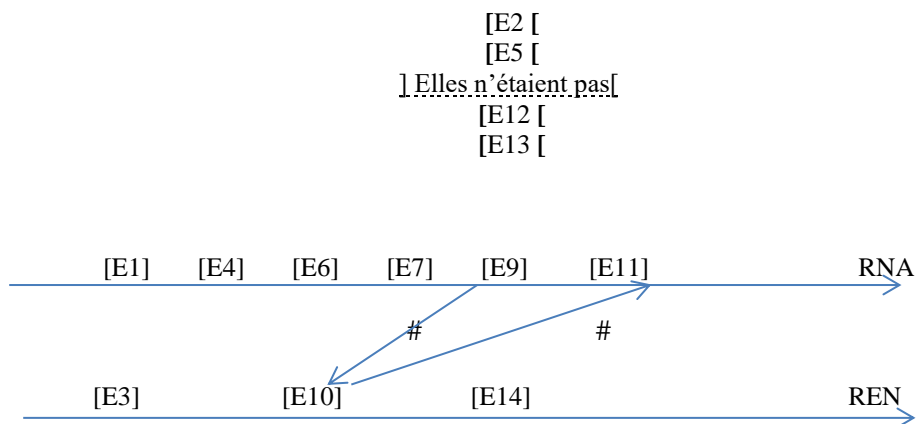 [E2 [
[E5 [
] Elles n’étaient pas[
[E12 [
[E13 [
[E1] [E4] [E6] [E7] [E9] [E11] RNA
# #
[E3] [E10] [E14] REN